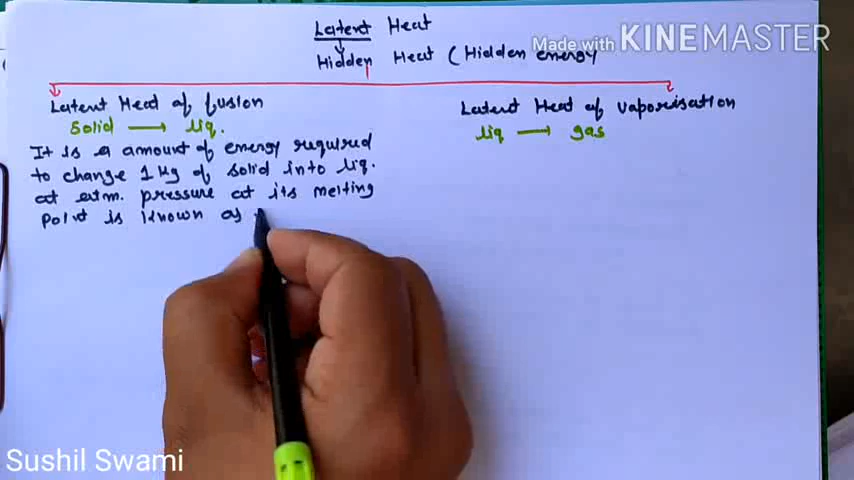 Latent Heat
Made with KINEMASTER
Hidden Heat (Hidden energy
Latent Heat of fusion
Solid → liq.
It is a amount of energy required
to change 1 kg of solid into liq.
at atm. pressure at its melting
point is known as
Latent Heat of vaporisation
liq → gas
Sushil Swami